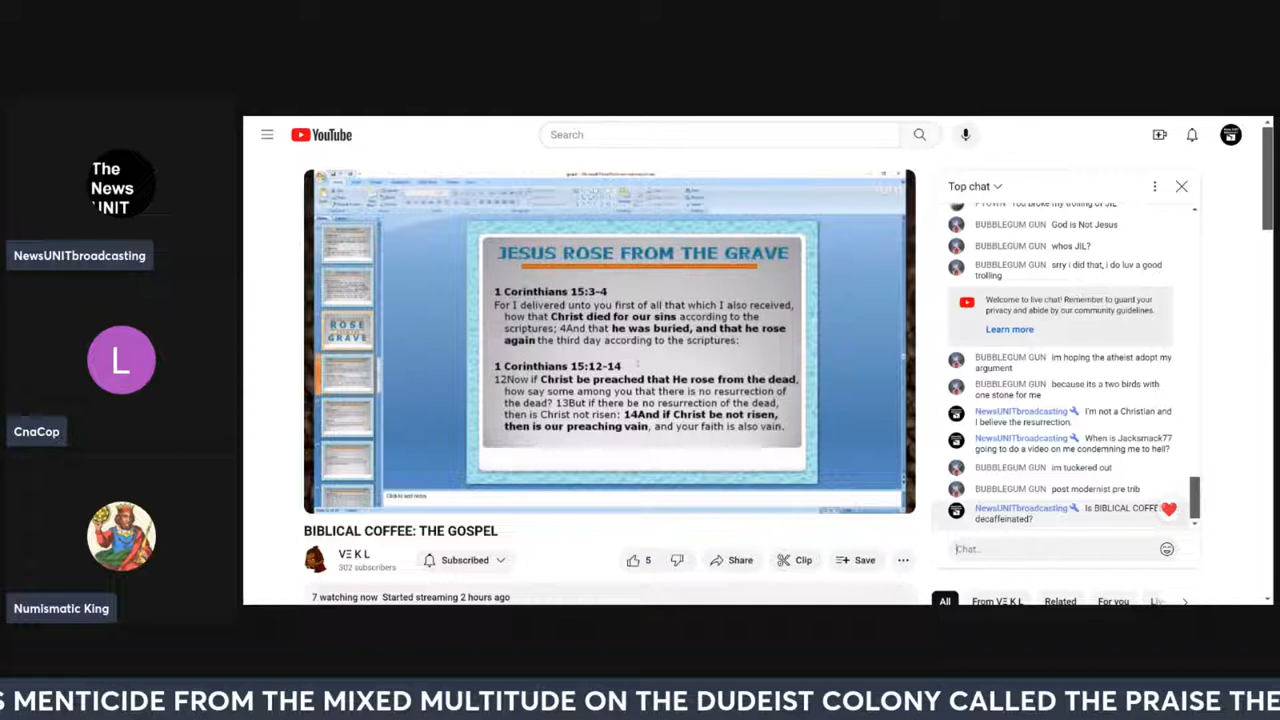 The
News
UNIT
NewsUNITbroadcasting
L
CnaCop
Numismatic King
YouTube
Search
JESUS ROSE FROM THE GRAVE
1 Corinthians 15:3-4
For I delivered unto you first of all that which I also received,
how that Christ died for our sins according to the
scriptures; 4And that he was buried, and that he rose
again the third day according to the scriptures:
1 Corinthians 15:12-14
12Now if Christ be preached that He rose from the dead,
how say some among you that there is no resurrection of
the dead? 13But if there be no resurrection of the dead,
then is Christ not risen: 14And if Christ be not risen,
then is our preaching vain, and your faith is also vain.
ROSE
GRAVE
Click to add notes
BIBLICAL COFFEE: THE GOSPEL
VΞ K L
302 subscribers
Subscribed
5
Share
Clip
Save
7 watching now Started streaming 2 hours ago
Top chat
BUBBLEGUM GUN God is Not Jesus
BUBBLEGUM GUN whos JIL?
BUBBLEGUM GUN srry i did that, i do luv a good
trolling
Welcome to live chat! Remember to guard your
privacy and abide by our community guidelines.
Learn more
BUBBLEGUM GUN im hoping the atheist adopt my
argument
BUBBLEGUM GUN because its a two birds with
one stone for me
NewsUNITbroadcasting I'm not a Christian and
I believe the resurrection.
NewsUNITbroadcasting When is Jacksmack77
going to do a video on me condemning me to hell?
BUBBLEGUM GUN im tuckered out
BUBBLEGUM GUN post modernist pre trib
NewsUNITbroadcasting Is BIBLICAL COFFE
decaffeinated?
Chat...
All
From VΞ K L
Related
For you
S MENTICIDE FROM THE MIXED MULTITUDE ON THE DUDEIST COLONY CALLED THE PRAISE THE